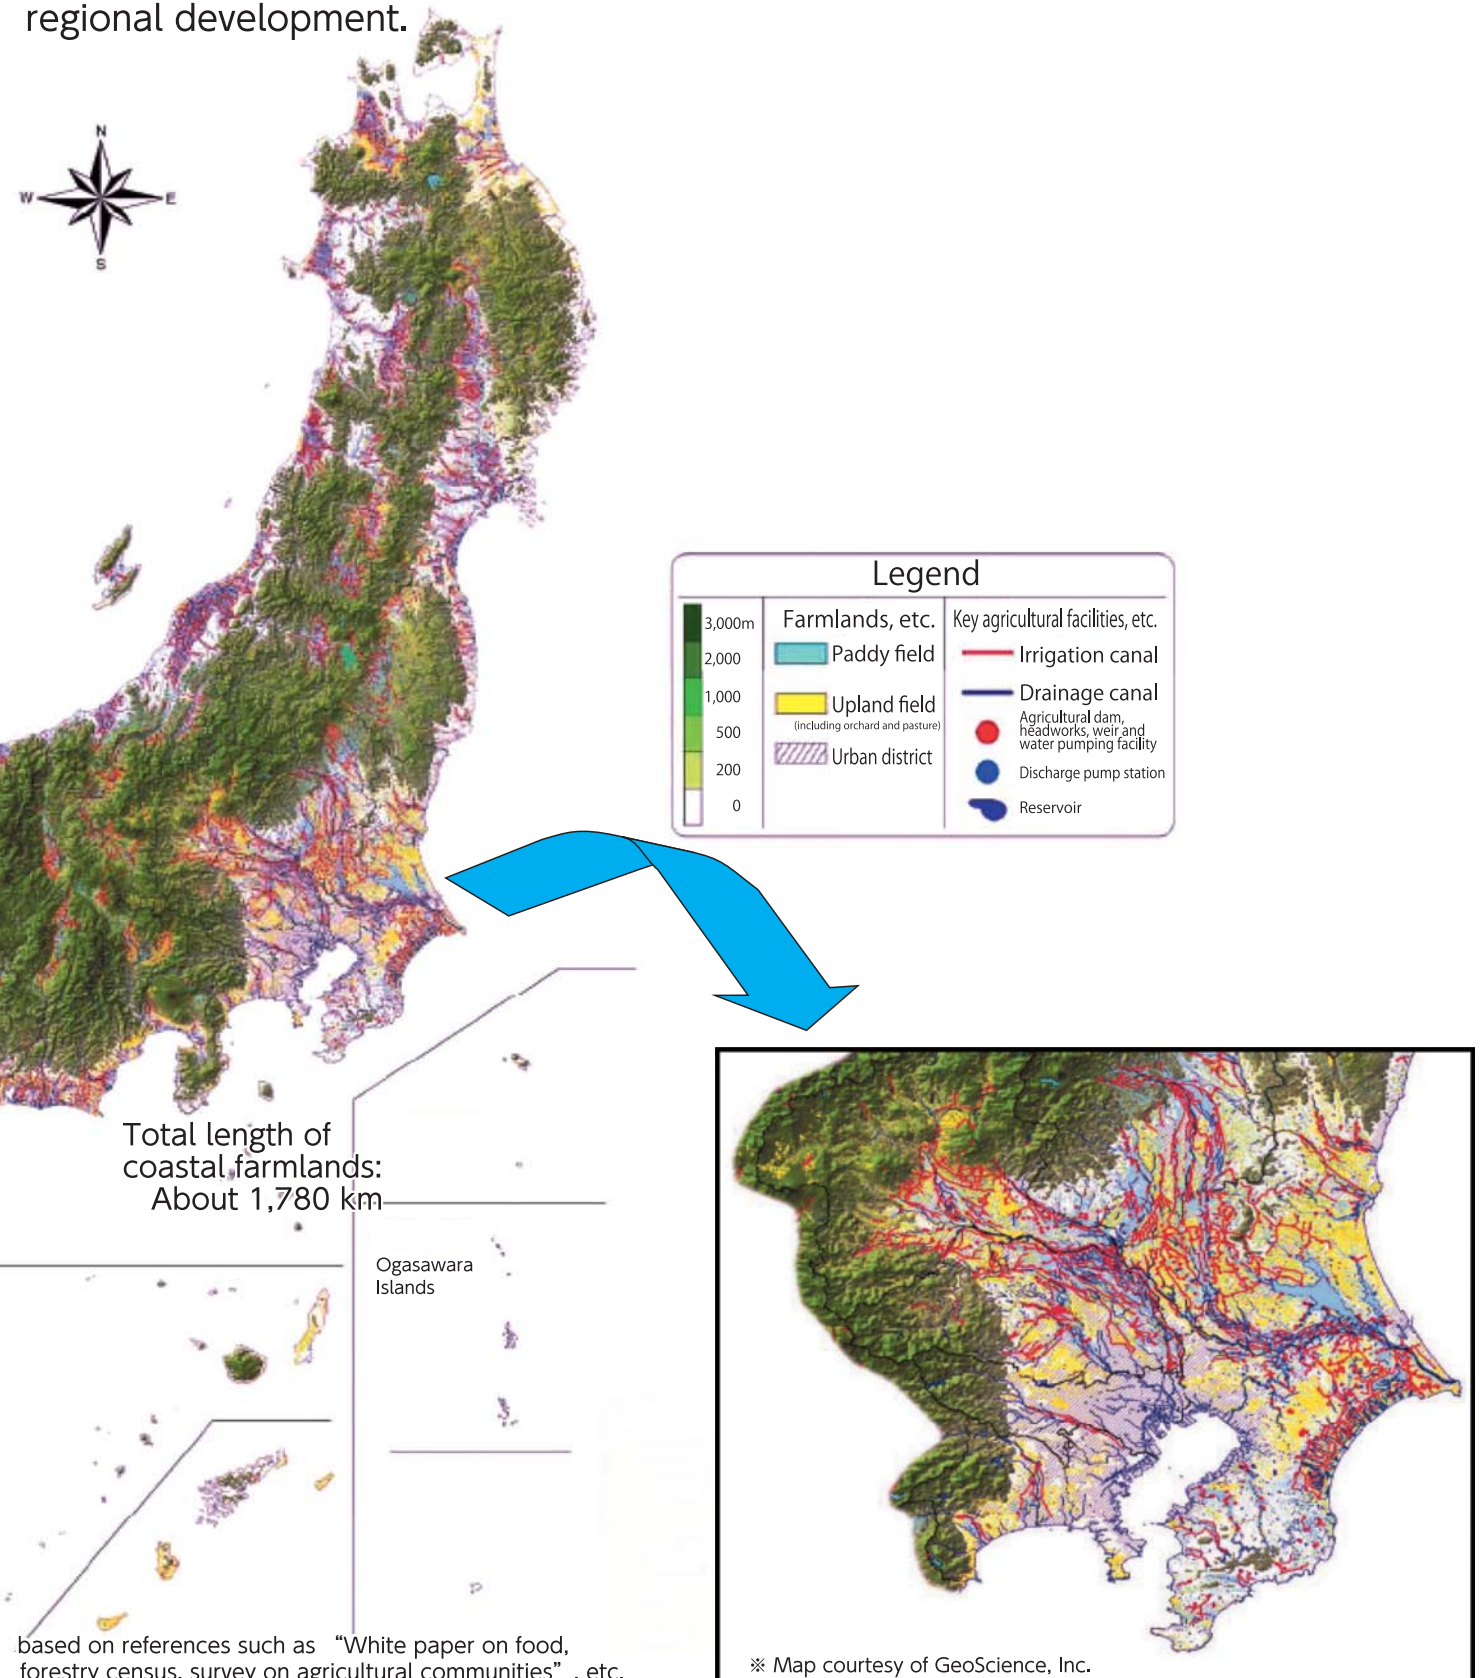 regional development.
N
W
E
S
Legend
3,000m
2,000
1,000
500
200
0
Farmlands, etc.
Paddy field
Upland field
(including orchard and pasture)
Urban district
Key agricultural facilities, etc.
Irrigation canal
Drainage canal
Agricultural dam,
headworks, weir and
water pumping facility
Discharge pump station
Reservoir
Total length of
coastal farmlands:
About 1,780 km
Ogasawara
Islands
based on references such as “White paper on food,
forestry census, survey on agricultural communities” , etc.
※ Map courtesy of GeoScience, Inc.